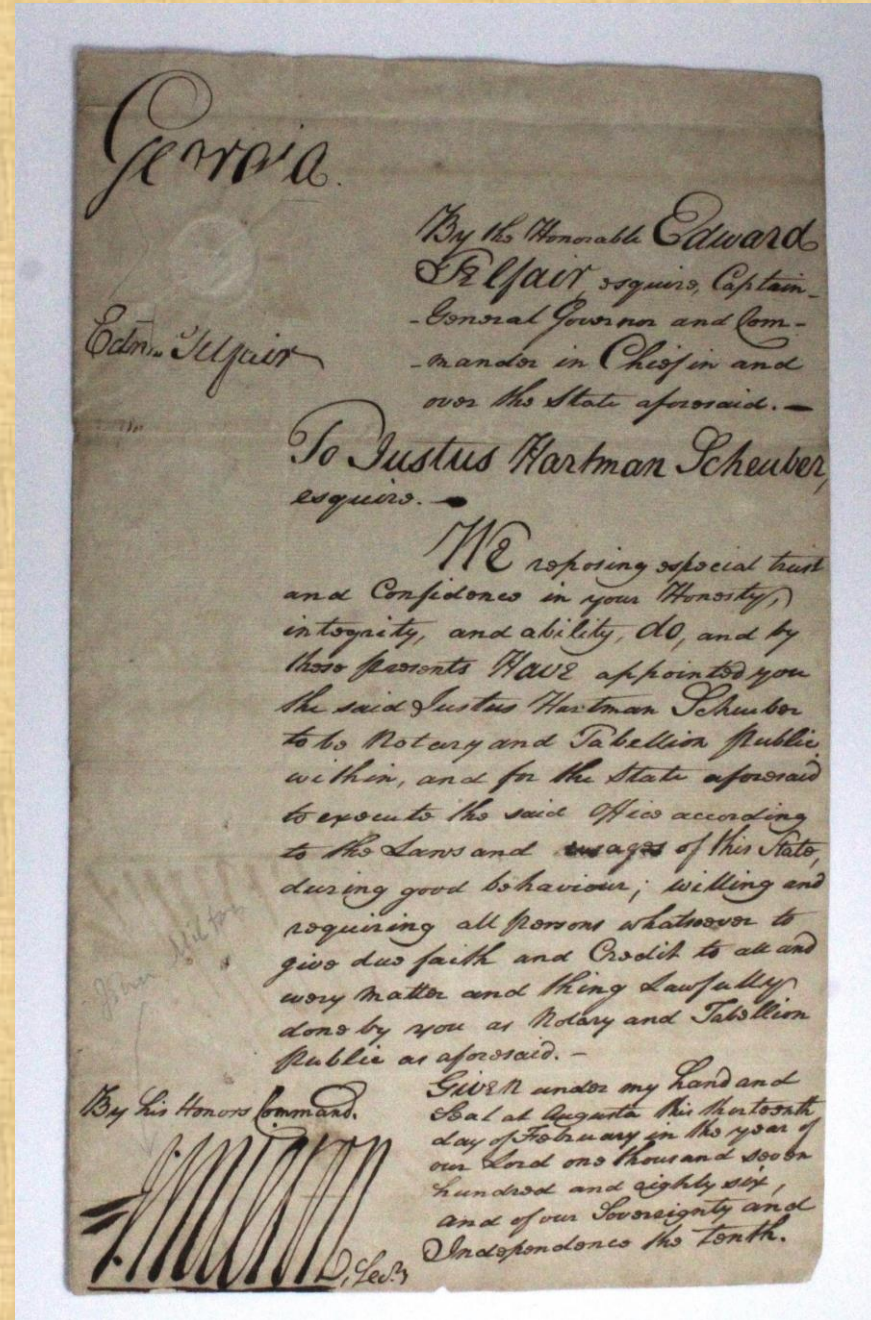 Georgia.
By the Honorable Edward
Telfair, esquire, Captain-
-General Governor and Com-
-mander in Chief in and
over the State aforesaid.—
Edwd. Telfair
To Justus Hartman Scheuber,
esquire.—
WE reposing especial trust
and Confidence in your Honesty,
integrity, and ability, do, and by
these presents Have appointed you
the said Justus Hartman Scheuber
to be Notary and Tabellion Public
within, and for the State aforesaid
to execute the said Office according
to the Laws and usages of this State,
during good behaviour; willing and
requiring all persons whatsoever to
give due faith and Credit to all and
every matter and thing Lawfully
done by you as Notary and Tabellion
Public as aforesaid.—
John Milton
Given under my hand and
Seal at Augusta this thirteenth
day of February in the year of
our Lord one thousand seven
hundred and eighty six,
and of our Sovereignty and
Independence the tenth.
By his Honors Command.
J. Milton, Secy